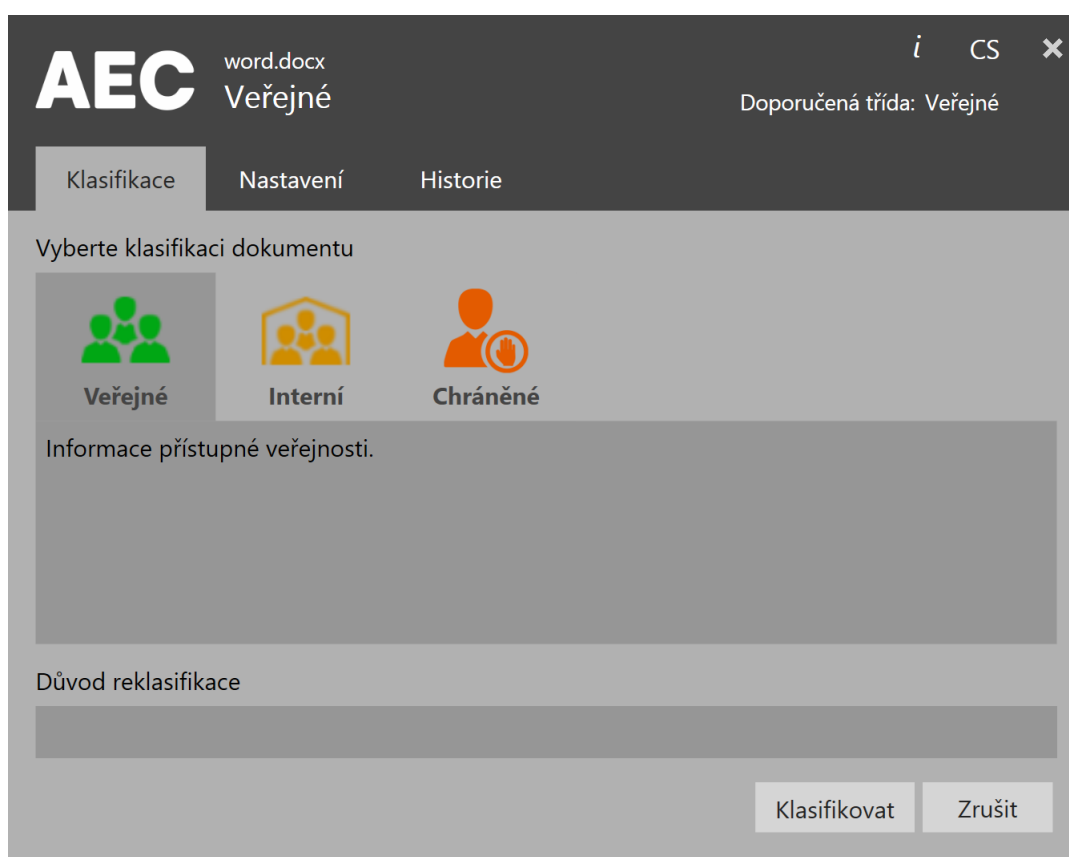 AEC
word.docx
Veřejné
i CS ×
Doporučená třída: Veřejné
Klasifikace Nastavení Historie
Vyberte klasifikaci dokumentu
Veřejné Interní Chráněné
Informace přístupné veřejnosti.
Důvod reklasifikace
Klasifikovat Zrušit